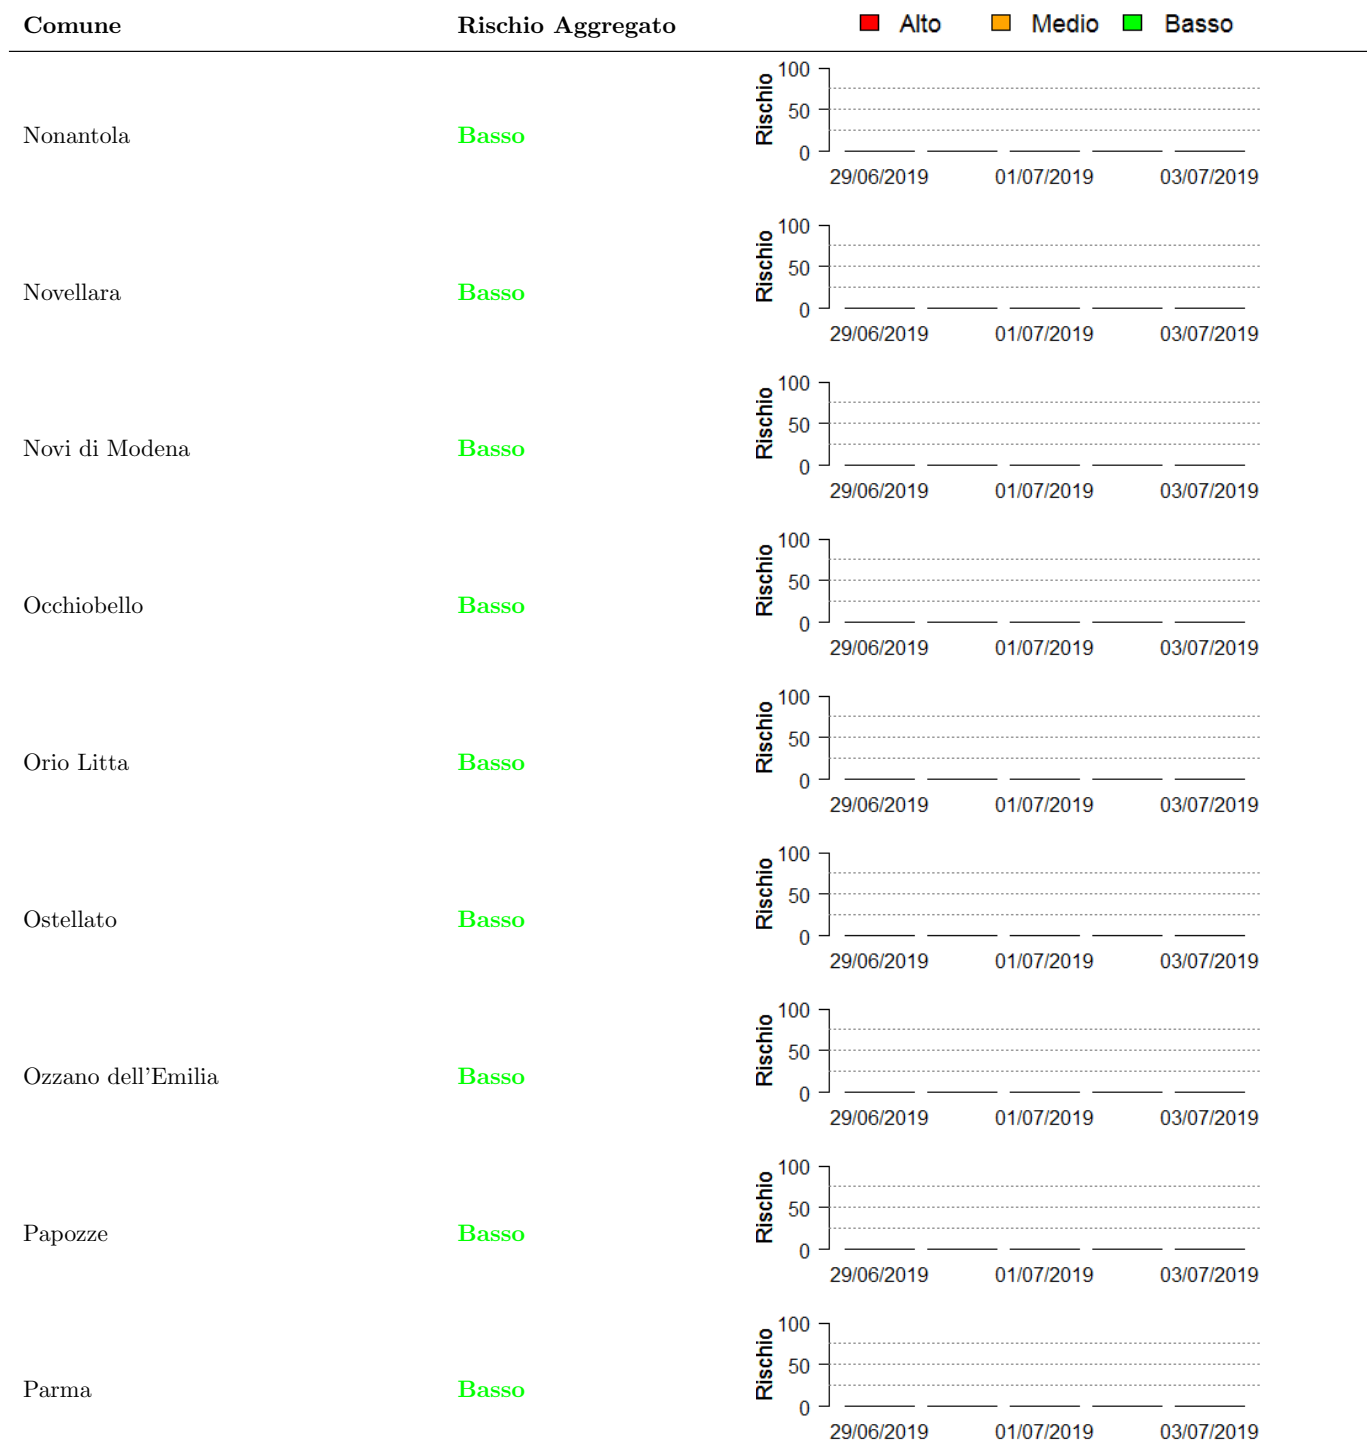 Comune Rischio Aggregato Alto Medio Basso
100
50
0
Rischio
Nonantola Basso
29/06/2019 01/07/2019 03/07/2019
100
50
0
Rischio
Novellara Basso
29/06/2019 01/07/2019 03/07/2019
100
50
0
Rischio
Novi di Modena Basso
29/06/2019 01/07/2019 03/07/2019
100
50
0
Rischio
Occhiobello Basso
29/06/2019 01/07/2019 03/07/2019
100
50
0
Rischio
Orio Litta Basso
29/06/2019 01/07/2019 03/07/2019
100
50
0
Rischio
Ostellato Basso
29/06/2019 01/07/2019 03/07/2019
100
50
0
Rischio
Ozzano dell'Emilia Basso
29/06/2019 01/07/2019 03/07/2019
100
50
0
Rischio
Papozze Basso
29/06/2019 01/07/2019 03/07/2019
100
50
0
Rischio
Parma Basso
29/06/2019 01/07/2019 03/07/2019